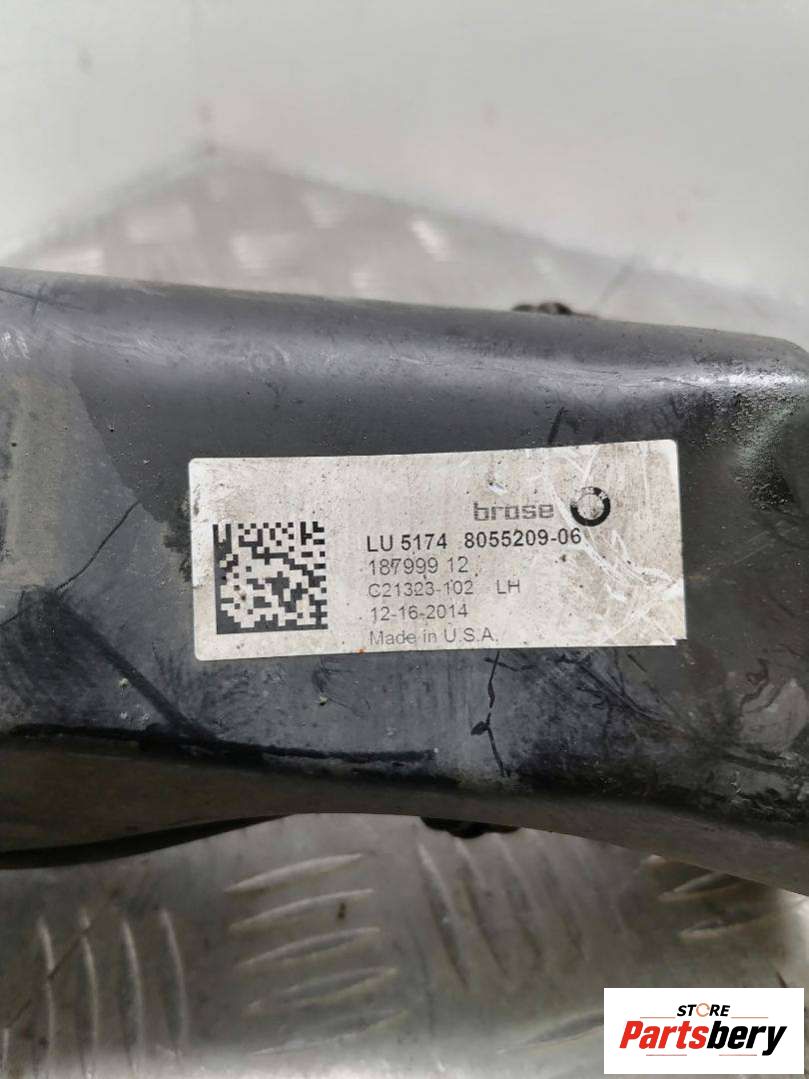 brose
LU 5174 8055209-06
187999 12
C21323-102 LH
12-16-2014
Made in U.S.A.
STORE
Partsbery